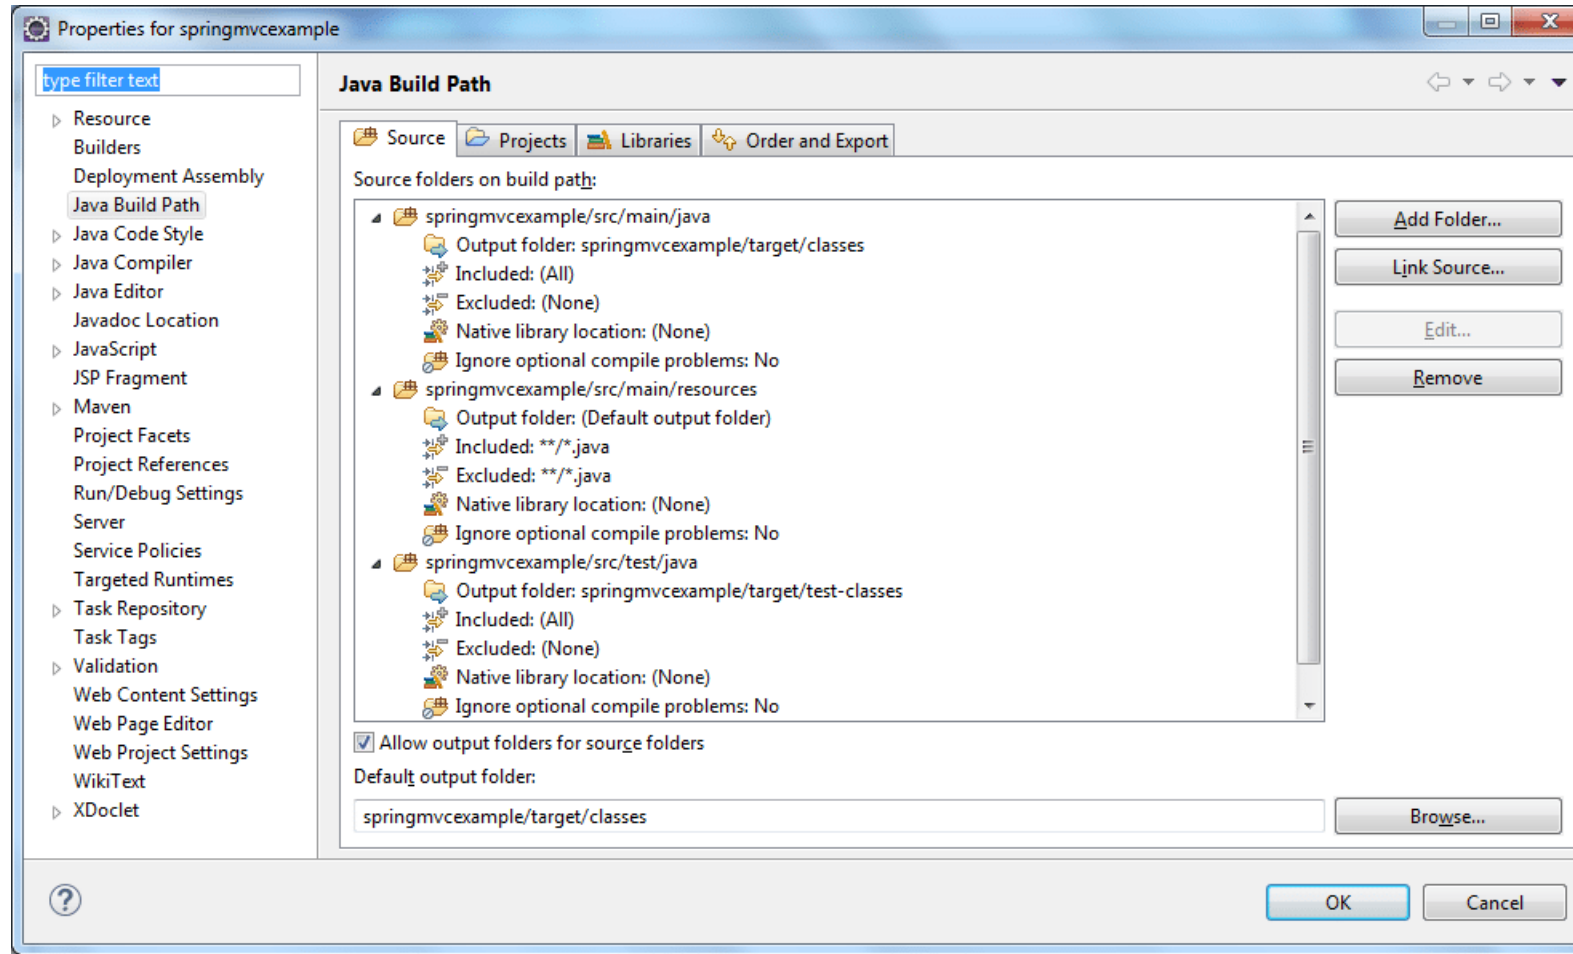 Properties for springmvcexample
type filter text
Resource
Builders
Deployment Assembly
Java Build Path
Java Code Style
Java Compiler
Java Editor
Javadoc Location
JavaScript
JSP Fragment
Maven
Project Facets
Project References
Run/Debug Settings
Server
Service Policies
Targeted Runtimes
Task Repository
Task Tags
Validation
Web Content Settings
Web Page Editor
Web Project Settings
WikiText
XDoclet
Java Build Path
Source Projects Libraries Order and Export
Source folders on build path:
springmvcexample/src/main/java
Output folder: springmvcexample/target/classes
Included: (All)
Excluded: (None)
Native library location: (None)
Ignore optional compile problems: No
springmvcexample/src/main/resources
Output folder: (Default output folder)
Included: **/*.java
Excluded: **/*.java
Native library location: (None)
Ignore optional compile problems: No
springmvcexample/src/test/java
Output folder: springmvcexample/target/test-classes
Included: (All)
Excluded: (None)
Native library location: (None)
Ignore optional compile problems: No
Add Folder...
Link Source...
Edit...
Remove
Allow output folders for source folders
Default output folder:
springmvcexample/target/classes
Browse...
OK Cancel